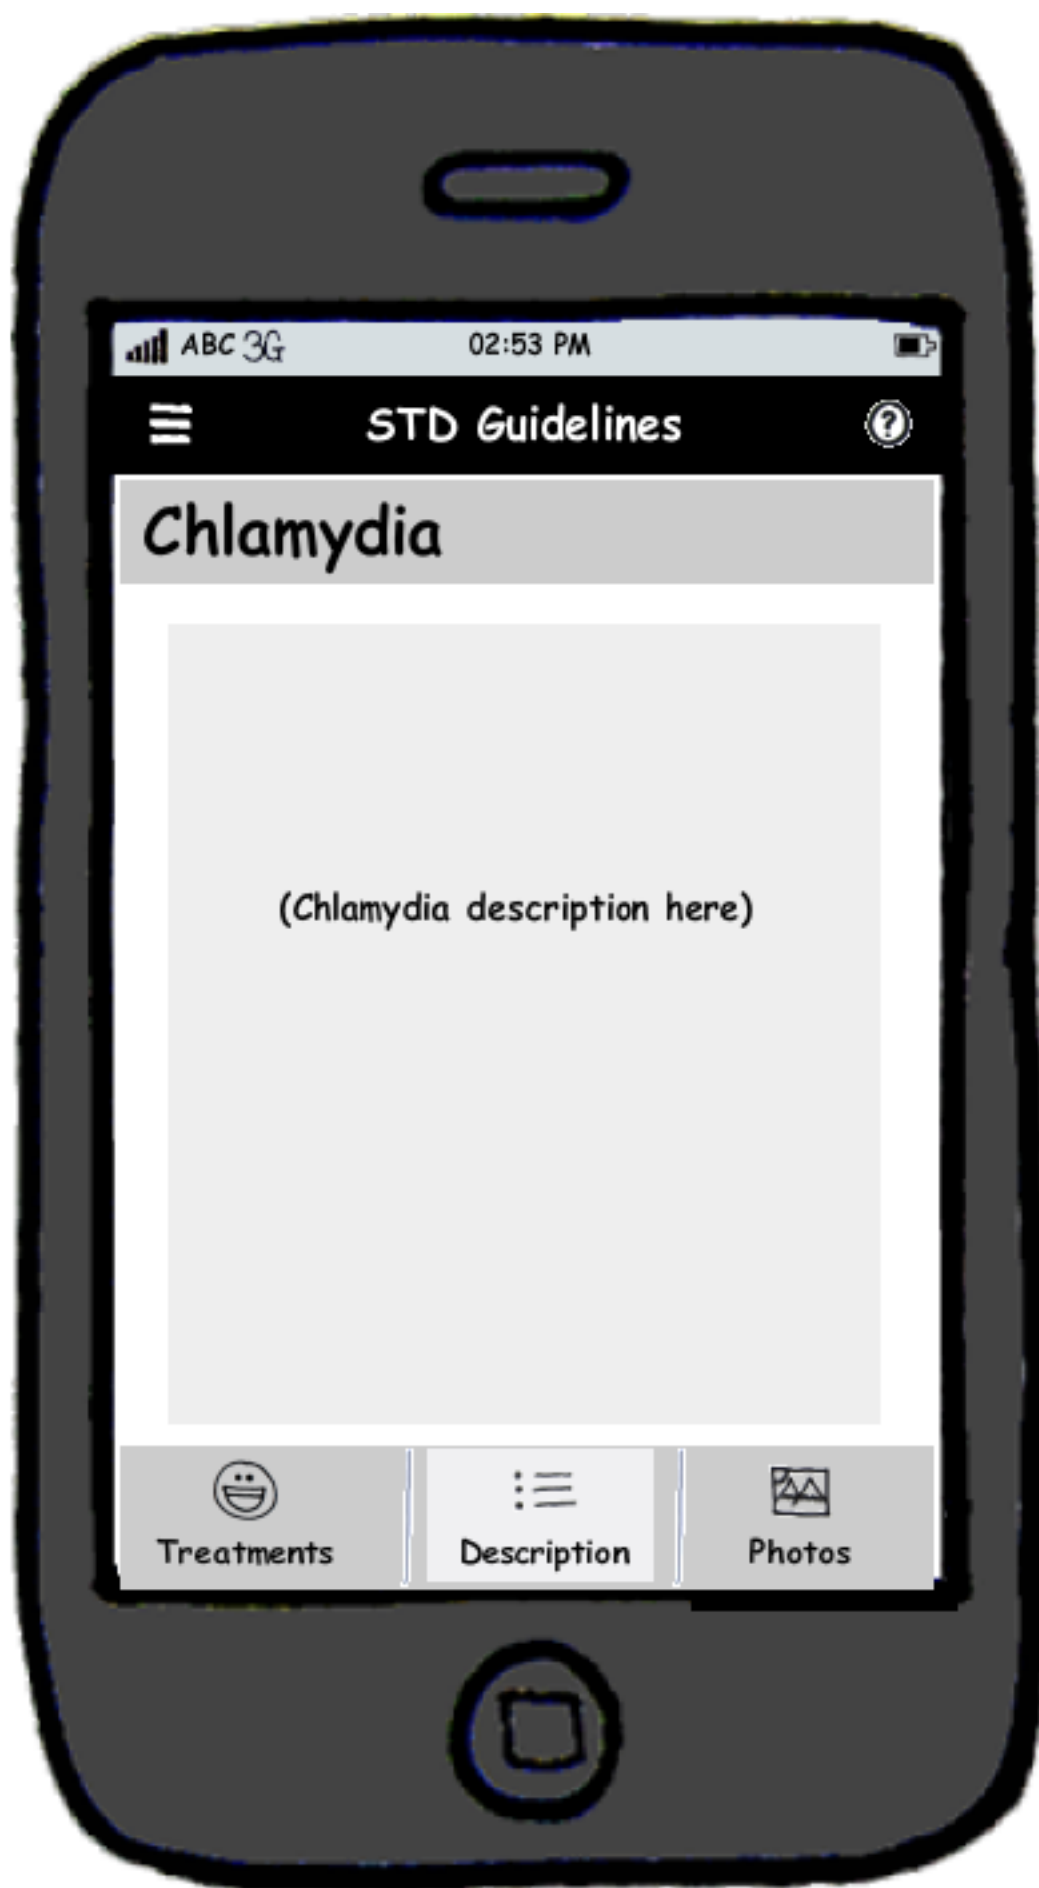 ABC 3G 02:53 PM
STD Guidelines ?
Chlamydia
(Chlamydia description here)
Treatments Description Photos